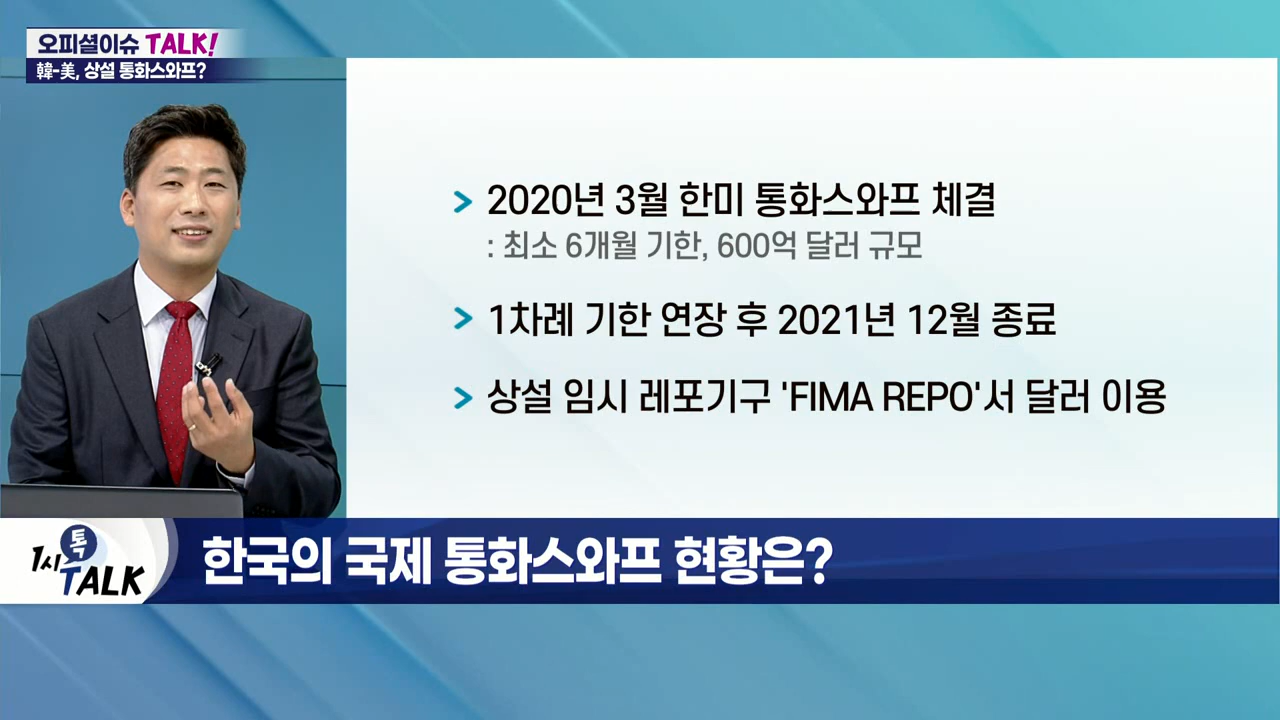 오피셜이슈 TALK!
韓-美, 상설 통화스와프?
> 2020년 3월 한미 통화스와프 체결
: 최소 6개월 기한, 600억 달러 규모
> 1차례 기한 연장 후 2021년 12월 종료
> 상설 임시 레포기구 'FIMA REPO'서 달러 이용
1시 톡 TALK
한국의 국제 통화스와프 현황은?